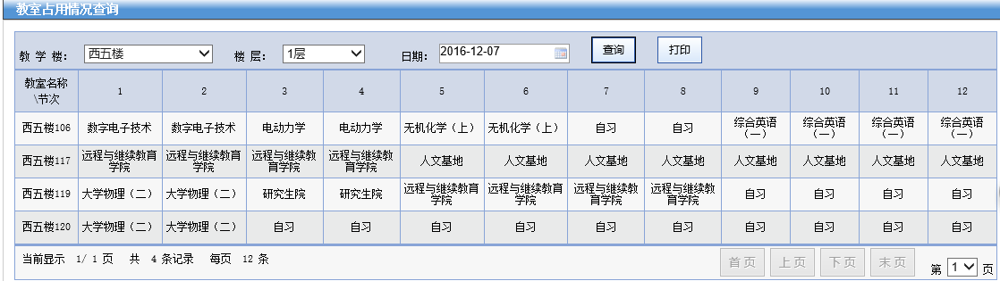 教室占用情况查询
教 学 楼： 西五楼 楼 层： 1层 日期： 2016-12-07 查询 打印
教室名称\节次 1 2 3 4 5 6 7 8 9 10 11 12
西五楼106 数字电子技术 数字电子技术 电动力学 电动力学 无机化学（上） 无机化学（上） 自习 自习 综合英语（一） 综合英语（一） 综合英语（一） 综合英语（一）
西五楼117 远程与继续教育学院 远程与继续教育学院 远程与继续教育学院 远程与继续教育学院 人文基地 人文基地 人文基地 人文基地 人文基地 人文基地 人文基地 人文基地
西五楼119 大学物理（二） 大学物理（二） 研究生院 研究生院 远程与继续教育学院 远程与继续教育学院 远程与继续教育学院 远程与继续教育学院 自习 自习 自习 自习
西五楼120 大学物理（二） 大学物理（二） 自习 自习 自习 自习 自习 自习 自习 自习 自习 自习
当前显示 1/ 1 页 共 4 条记录 每页 12 条 首页 上页 下页 末页 第 1 页